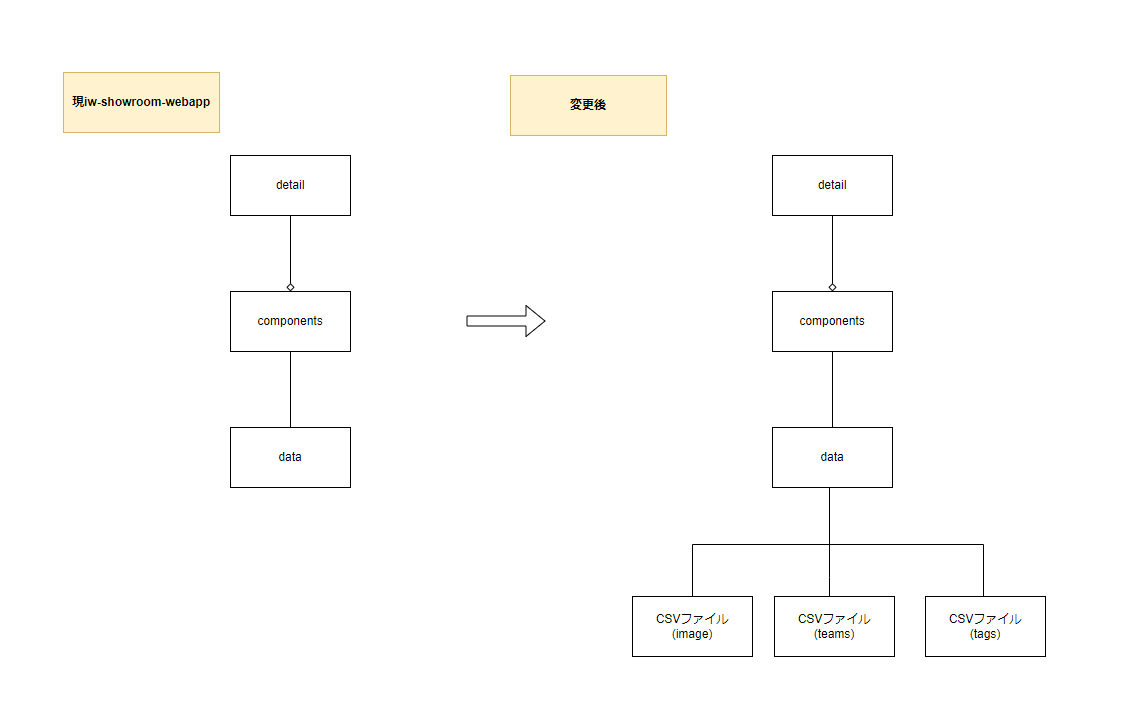 現iw-showroom-webapp
変更後
detail
detail
components
components
data
data
CSVファイル
(image)
CSVファイル
(teams)
CSVファイル
(tags)